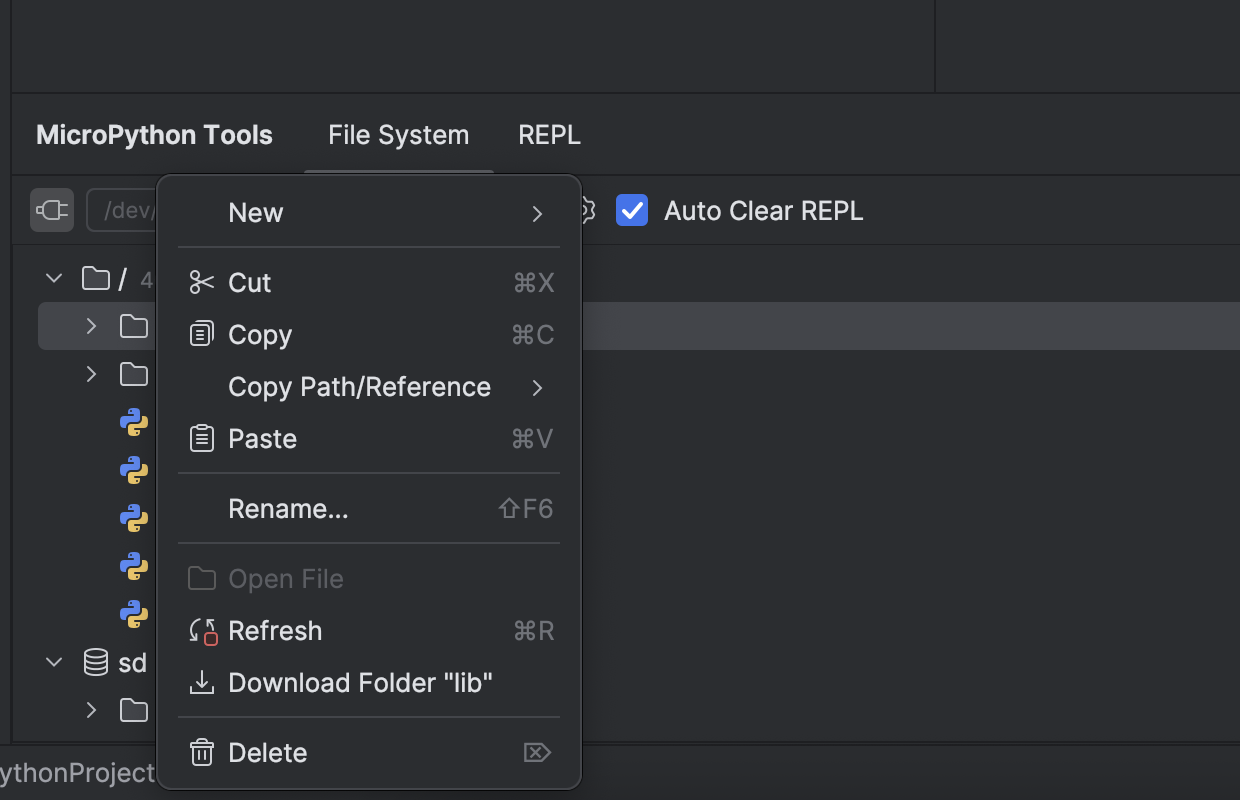 MicroPython Tools File System REPL
/dev/ Auto Clear REPL
New
/ 4
Cut ⌘X
Copy ⌘C
Copy Path/Reference
Paste ⌘V
Rename... ⇧F6
Open File
Refresh ⌘R
sd
Download Folder "lib"
Delete ⌦
ythonProject